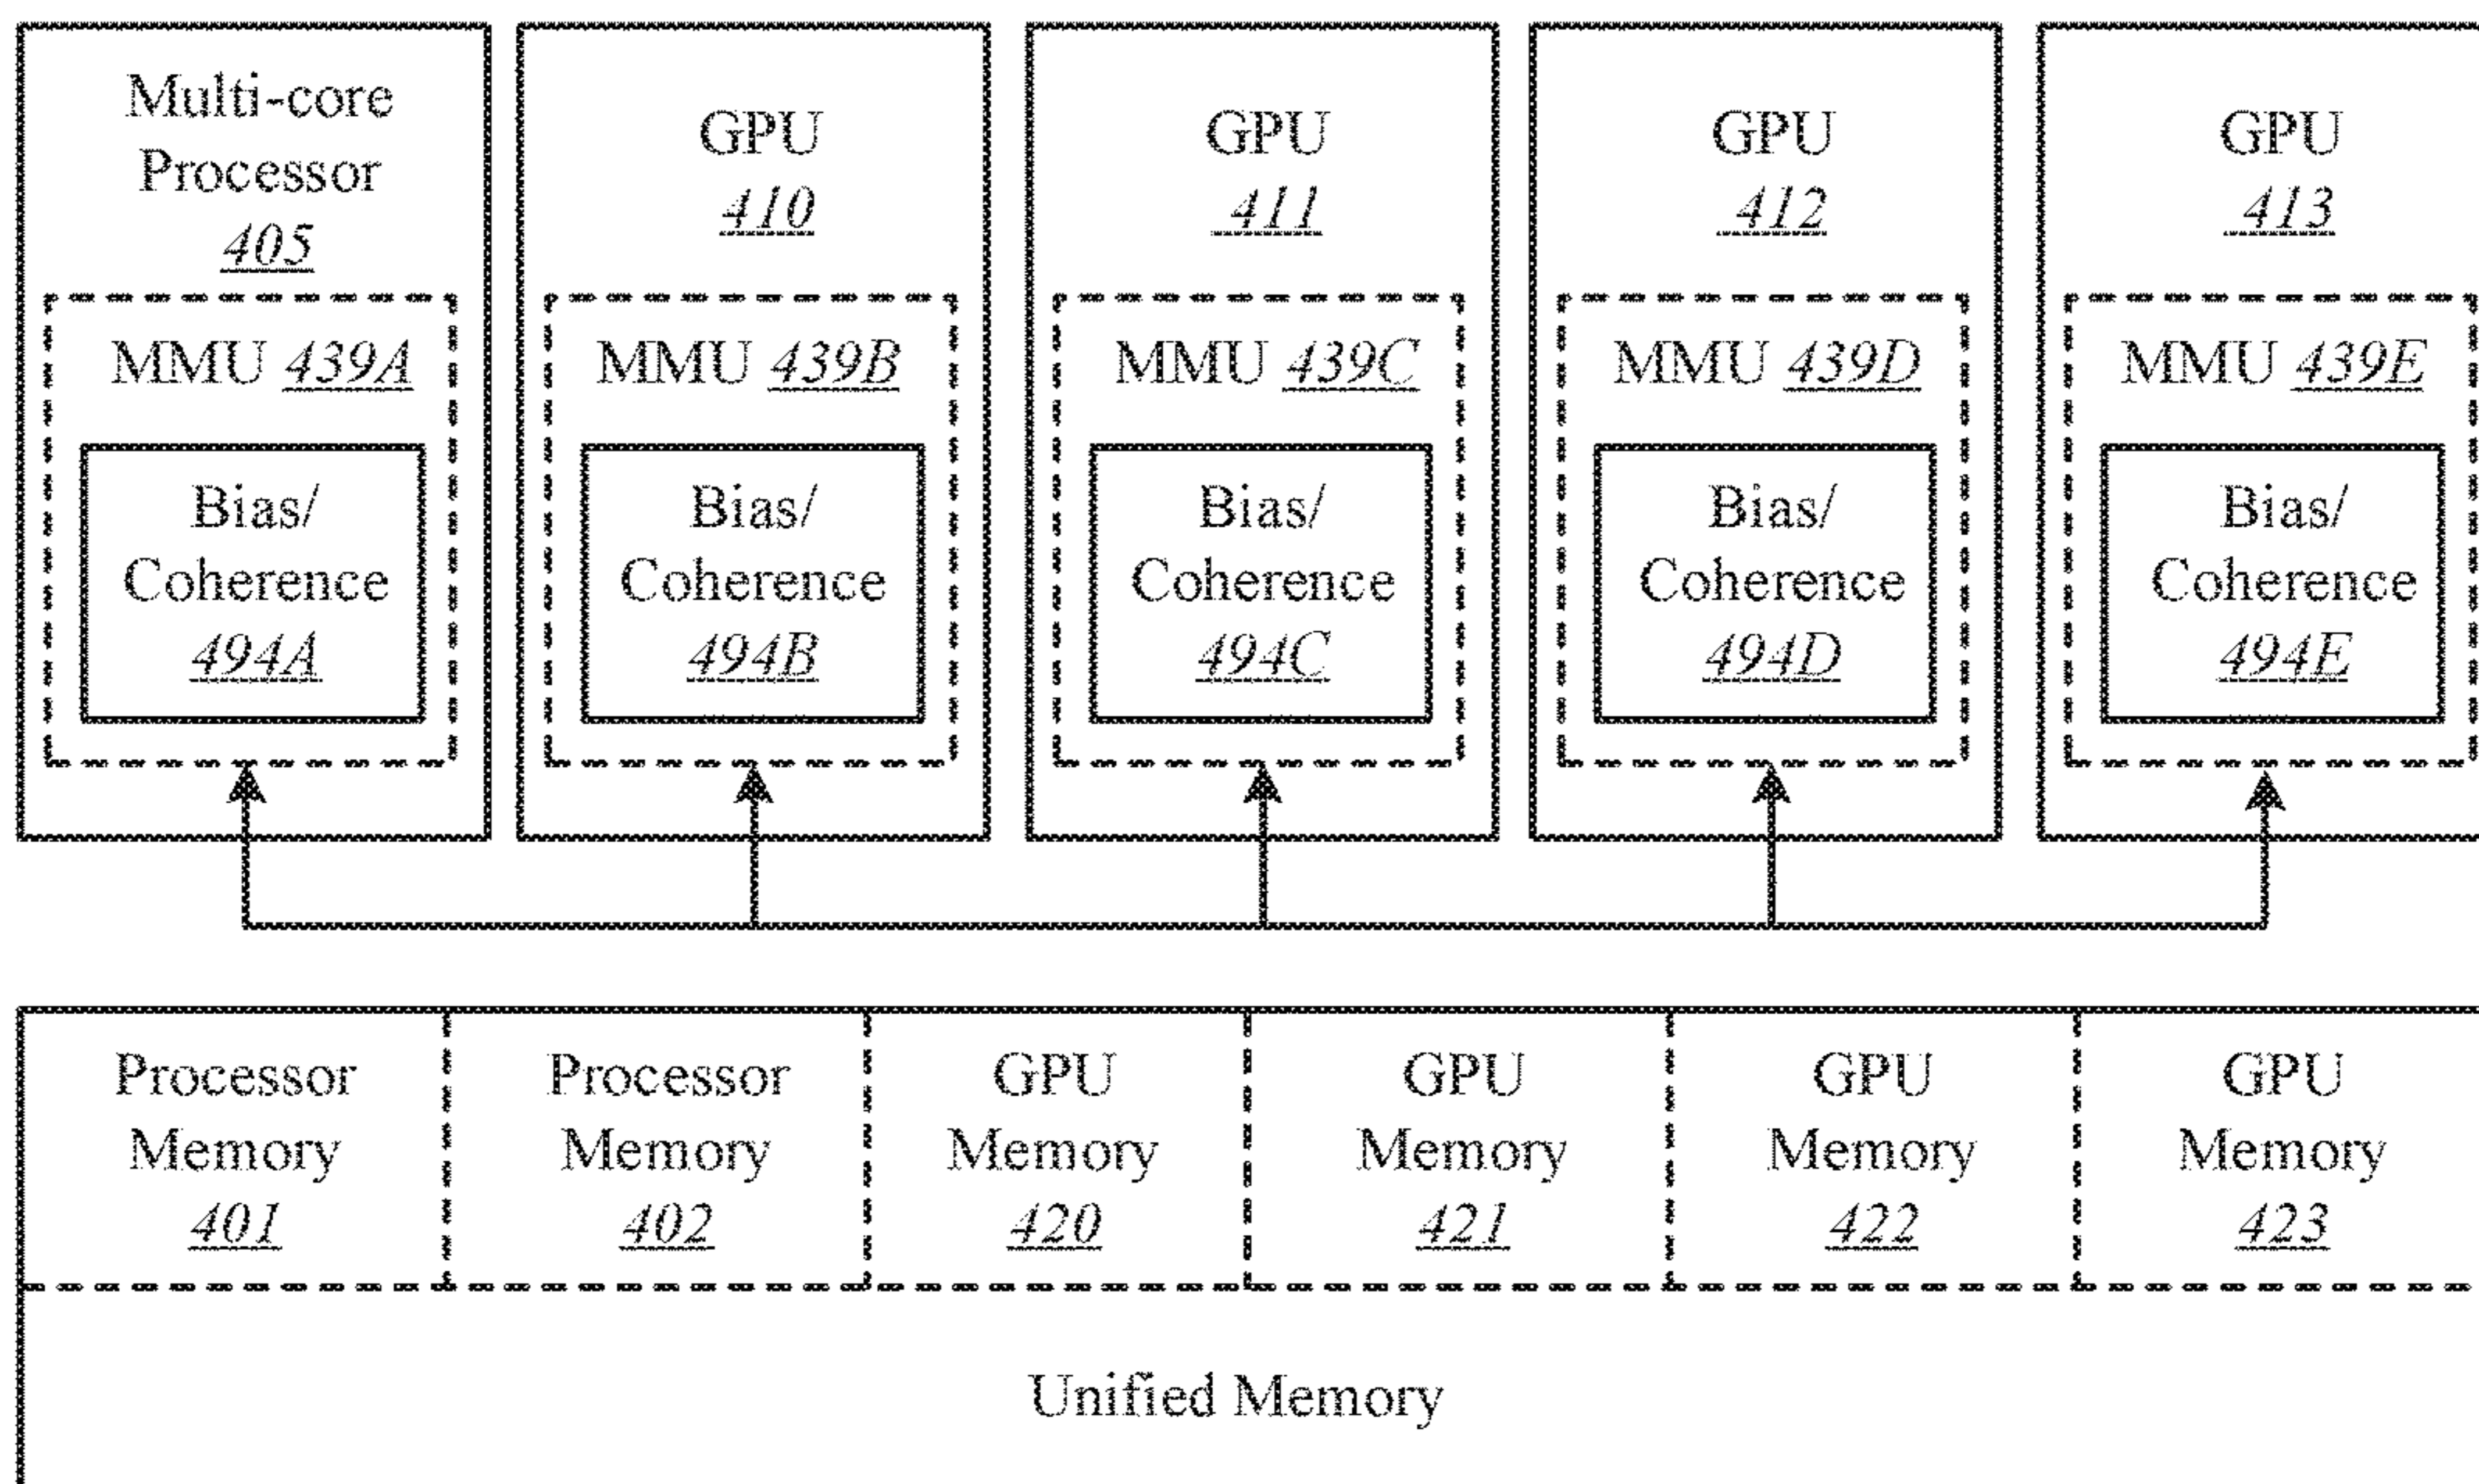 Multi-core
Processor
405
MMU 439A
Bias/
Coherence
494A
GPU
410
MMU 439B
Bias/
Coherence
494B
GPU
411
MMU 439C
Bias/
Coherence
494C
GPU
412
MMU 439D
Bias/
Coherence
494D
GPU
413
MMU 439E
Bias/
Coherence
494E
Processor
Memory
401
Processor
Memory
402
GPU
Memory
420
GPU
Memory
421
GPU
Memory
422
GPU
Memory
423
Unified Memory